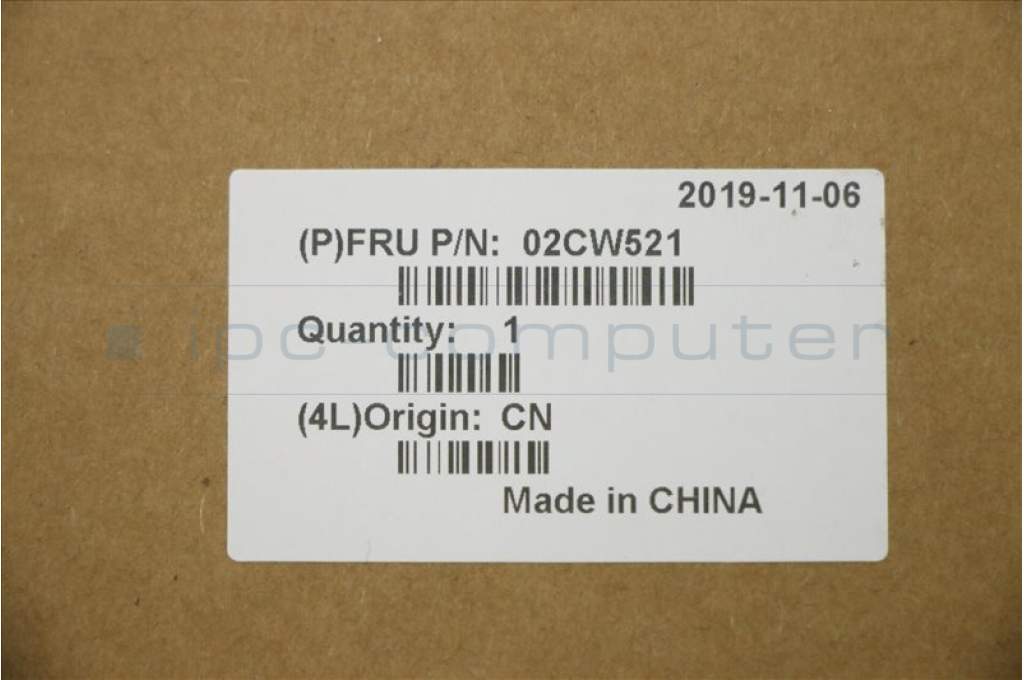 2019-11-06
(P)FRU P/N: 02CW521
Quantity: 1
ipc-computer
(4L)Origin: CN
Made in CHINA